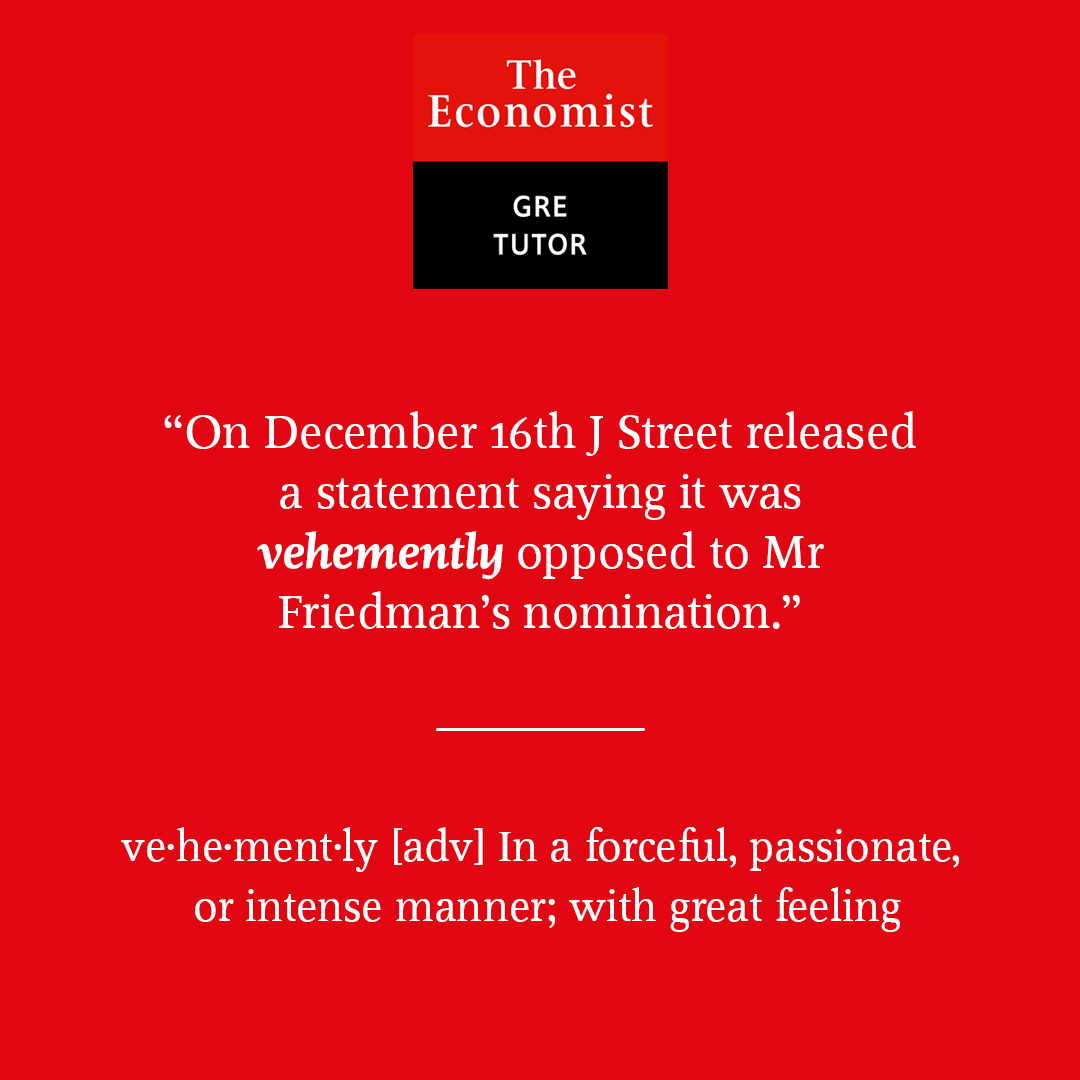 The
Economist
GRE
TUTOR
“On December 16th J Street released
a statement saying it was
vehemently opposed to Mr
Friedman’s nomination.”
ve·he·ment·ly [adv] In a forceful, passionate,
or intense manner; with great feeling